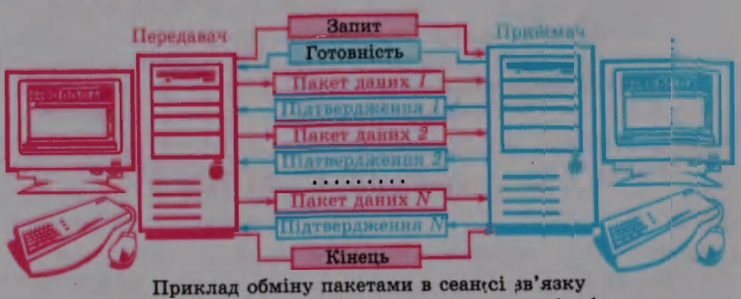 Запит
Передавач Приймач
Готовність
Пакет даних 1
Підтвердження 1
Пакет даних 2
Підтвердження 2
. . . . . . . . .
Пакет даних N
Підтвердження N
Кінець
Приклад обміну пакетами в сеансі зв'язку